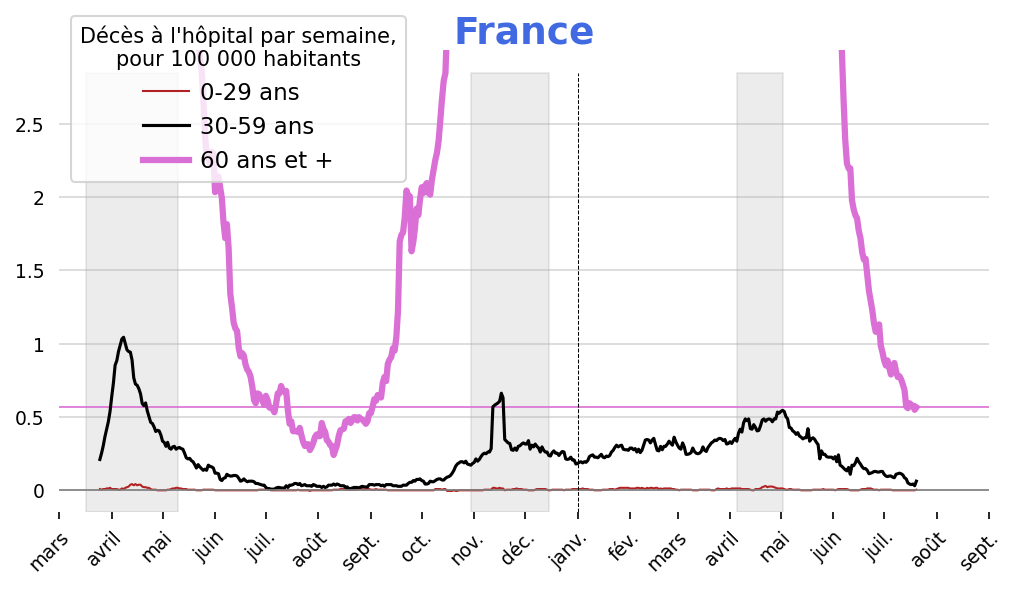 France
Décès à l'hôpital par semaine,
pour 100 000 habitants
0-29 ans
30-59 ans
60 ans et +
2.5
2
1.5
1
0.5
0
mars
avril
mai
juin
juil.
août
sept.
oct.
nov.
déc.
janv.
fév.
mars
avril
mai
juin
juil.
août
sept.